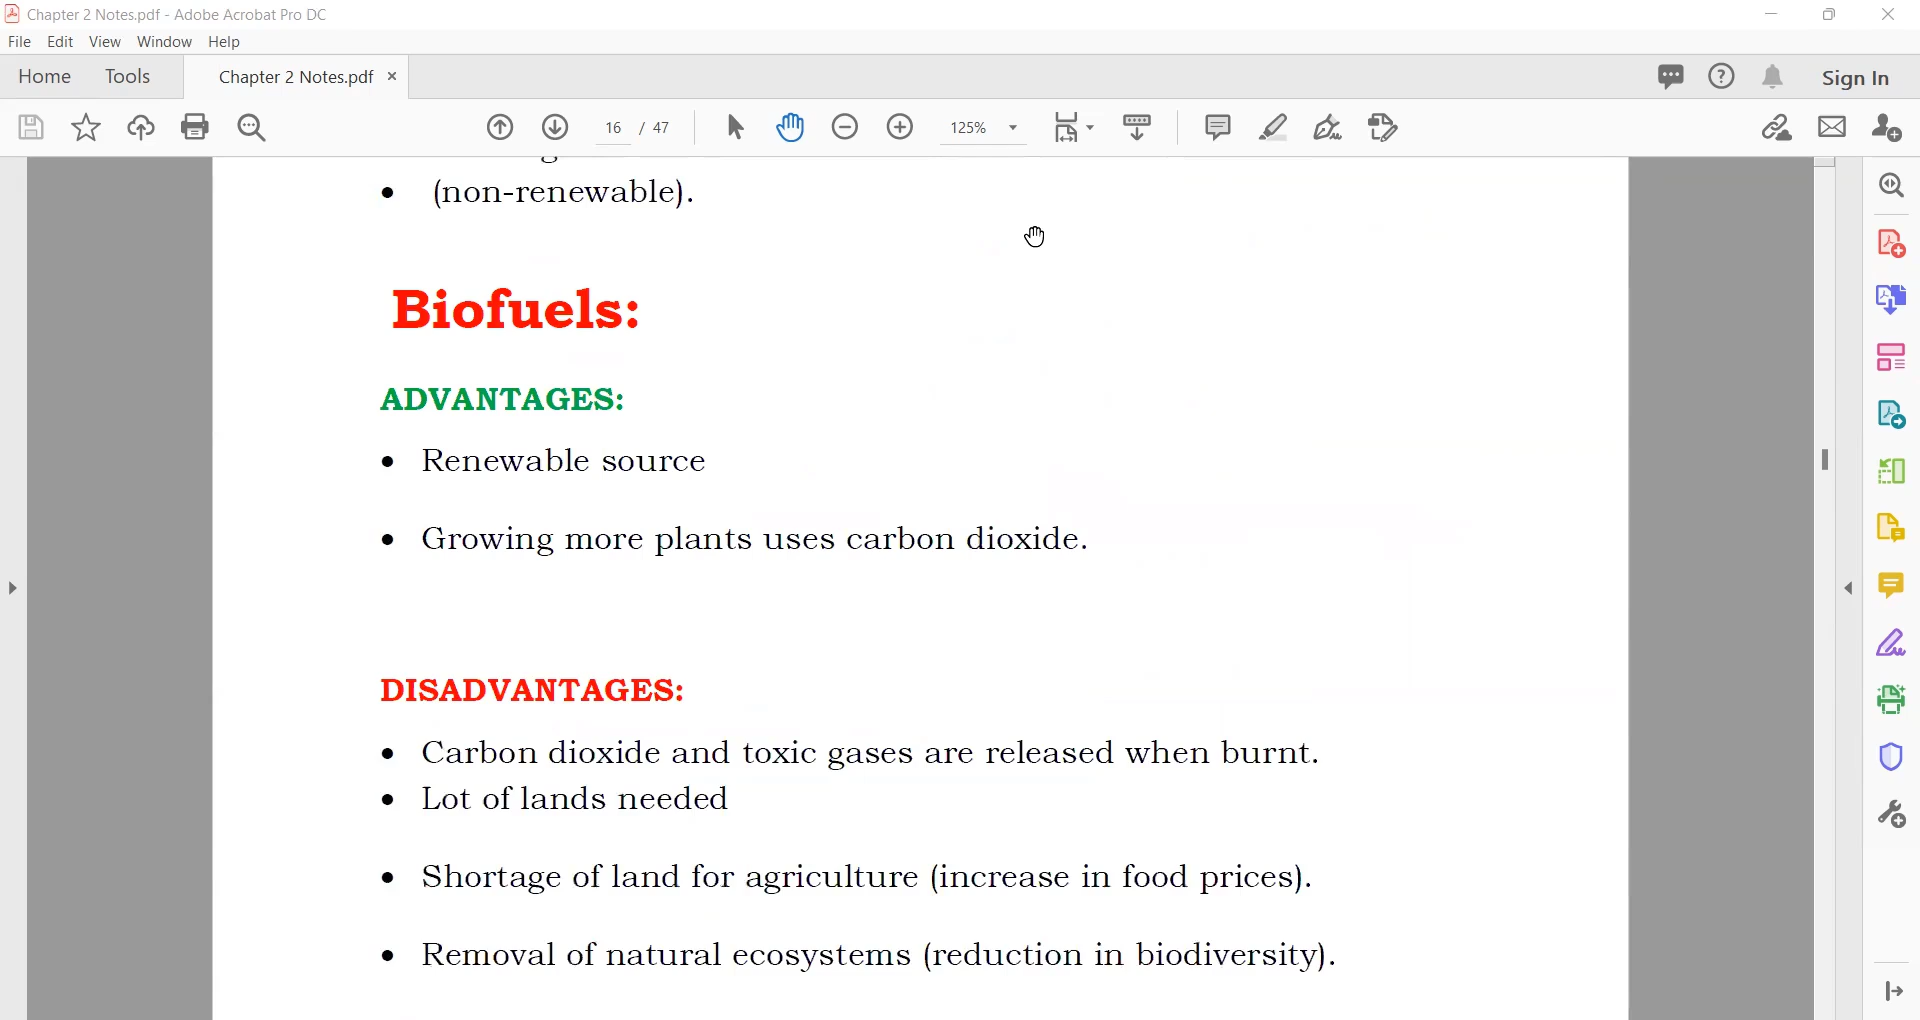 Chapter 2 Notes.pdf - Adobe Acrobat Pro DC
File Edit View Window Help
Home Tools Chapter 2 Notes.pdf × Sign In
16 / 47 125%
• (non-renewable).
Biofuels:
ADVANTAGES:
• Renewable source
• Growing more plants uses carbon dioxide.
DISADVANTAGES:
• Carbon dioxide and toxic gases are released when burnt.
• Lot of lands needed
• Shortage of land for agriculture (increase in food prices).
• Removal of natural ecosystems (reduction in biodiversity).